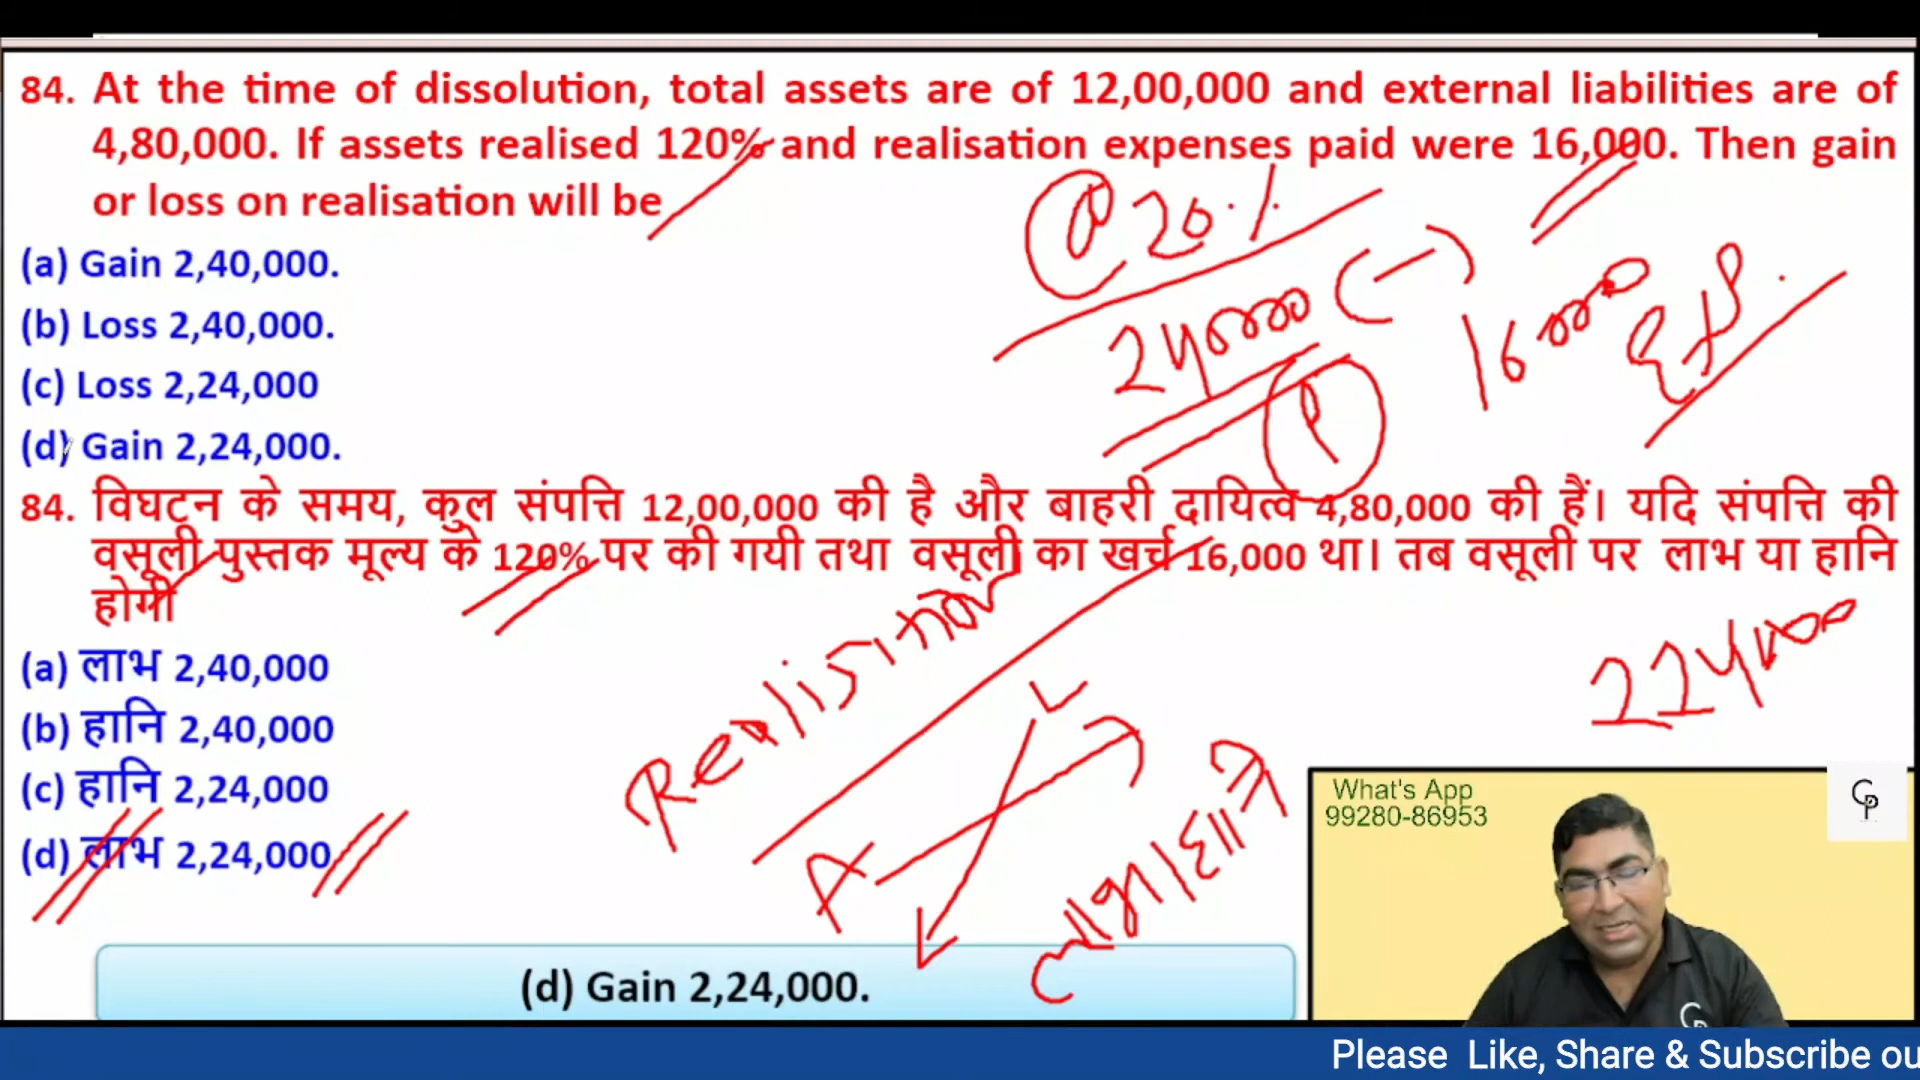 84. At the time of dissolution, total assets are of 12,00,000 and external liabilities are of
4,80,000. If assets realised 120% and realisation expenses paid were 16,000. Then gain
or loss on realisation will be
@ 20%
(a) Gain 2,40,000.
240000 (-) 16000 Exp.
(b) Loss 2,40,000.
(c) Loss 2,24,000
P
(d) Gain 2,24,000.
84. विघटन के समय, कुल संपत्ति 12,00,000 की है और बाहरी दायित्व 4,80,000 की हैं। यदि संपत्ति की
वसूली पुस्तक मूल्य के 120% पर की गयी तथा वसूली का खर्च 16,000 था। तब वसूली पर लाभ या हानि
होगी
224000
(a) लाभ 2,40,000
(b) हानि 2,40,000
(c) हानि 2,24,000
(d) लाभ 2,24,000
A
L
लाभ/हानि
What's App
99280-86953
GP
(d) Gain 2,24,000.
Please Like, Share & Subscribe ou